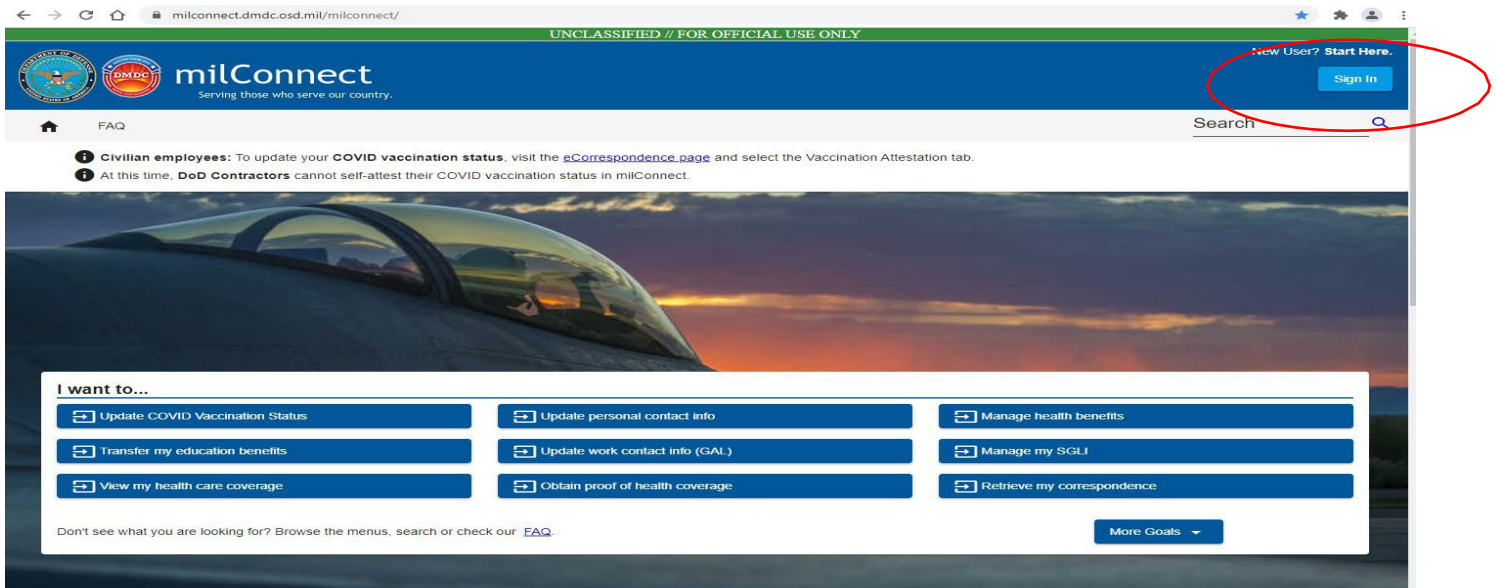 milconnect.dmdc.osd.mil/milconnect/
UNCLASSIFIED // FOR OFFICIAL USE ONLY
New User? Start Here.
DMDC
milConnect
Serving those who serve our country.
Sign In
FAQ
Search
Civilian employees: To update your COVID vaccination status, visit the eCorrespondence page and select the Vaccination Attestation tab.
At this time, DoD Contractors cannot self-attest their COVID vaccination status in milConnect.
I want to...
Update COVID Vaccination Status
Update personal contact info
Manage health benefits
Transfer my education benefits
Update work contact info (GAL)
Manage my SGLI
View my health care coverage
Obtain proof of health coverage
Retrieve my correspondence
Don't see what you are looking for? Browse the menus, search or check our FAQ.
More Goals